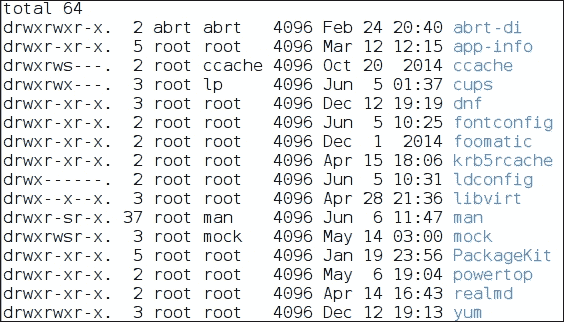 total 64
drwxrwxr-x.  2 abrt abrt   4096 Feb 24 20:40 abrt-di
drwxr-xr-x.  5 root root   4096 Mar 12 12:15 app-info
drwxrws---.  2 root ccache 4096 Oct 20  2014 ccache
drwxrwx---.  3 root lp     4096 Jun  5 01:37 cups
drwxr-xr-x.  3 root root   4096 Dec 12 19:19 dnf
drwxr-xr-x.  2 root root   4096 Jun  5 10:25 fontconfig
drwxr-xr-x.  2 root root   4096 Dec  1  2014 foomatic
drwxr-xr-x.  2 root root   4096 Apr 15 18:06 krb5rcache
drwx------.  2 root root   4096 Jun  5 10:31 ldconfig
drwx--x--x.  3 root root   4096 Apr 28 21:36 libvirt
drwxr-sr-x. 37 root man    4096 Jun  6 11:47 man
drwxrwsr-x.  3 root mock   4096 May 14 03:00 mock
drwxr-xr-x.  5 root root   4096 Jan 19 23:56 PackageKit
drwxr-xr-x.  2 root root   4096 May  6 19:04 powertop
drwxr-xr-x.  2 root root   4096 Apr 14 16:43 realmd
drwxrwxr-x.  3 root root   4096 Dec 12 19:13 yum